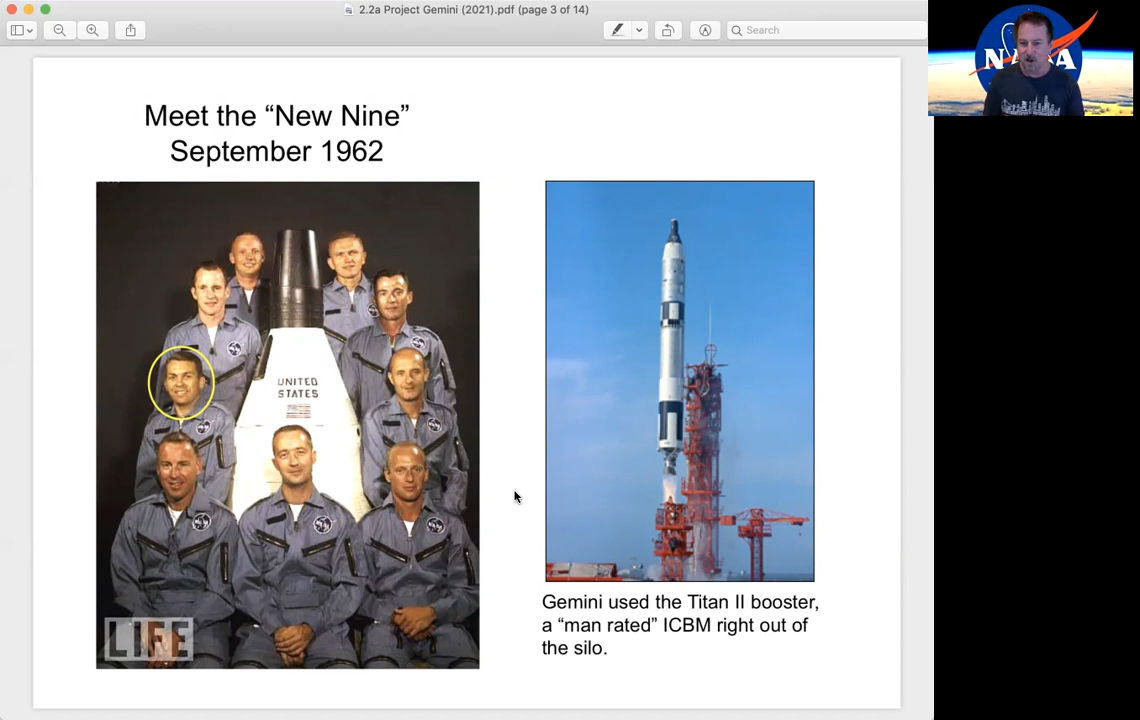 2.2a Project Gemini (2021).pdf (page 3 of 14)
Search
NASA
Meet the “New Nine”
September 1962
UNITED
STATES
LIFE
Gemini used the Titan II booster,
a “man rated” ICBM right out of
the silo.